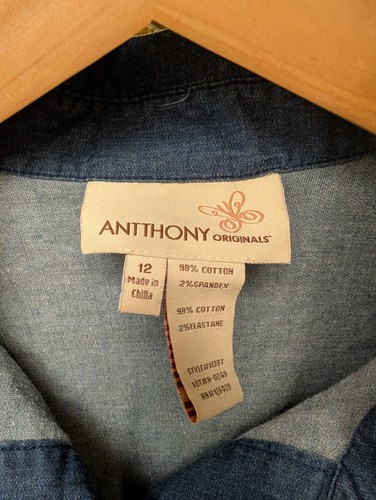 ANTTHONY ORIGINALS
12
Made in
China
98% COTTON
2% SPANDEX
98% COTTON
2% ELASTANE